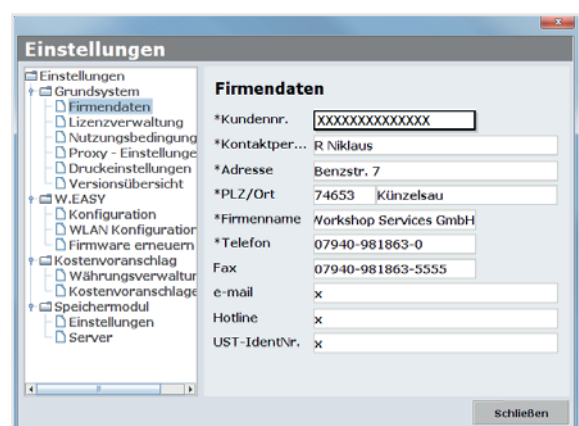 Einstellungen
Einstellungen
Grundsystem
Firmendaten
Lizenzverwaltung
Nutzungsbedingung
Proxy - Einstellunge
Druckeinstellungen
Versionsübersicht
W.EASY
Konfiguration
WLAN Konfiguration
Firmware erneuern
Kostenvoranschlag
Währungsverwaltur
Kostenvoranschlage
Speichermodul
Einstellungen
Server
Firmendaten
*Kundennr. XXXXXXXXXXXXXX
*Kontaktper... R Niklaus
*Adresse Benzstr. 7
*PLZ/Ort 74653 Künzelsau
*Firmenname Workshop Services GmbH
*Telefon 07940-981863-0
Fax 07940-981863-5555
e-mail x
Hotline x
UST-IdentNr. x
Schließen